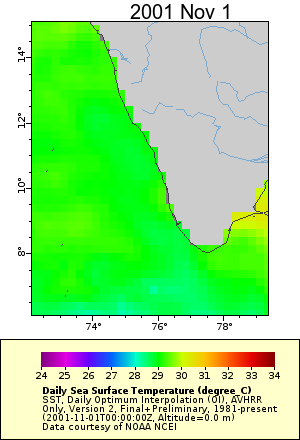 2001 Nov 1
14°
12°
10°
8°
74° 76° 78°
24 25 26 27 28 29 30 31 32 33 34
Daily Sea Surface Temperature (degree_C)
SST, Daily Optimum Interpolation (OI), AVHRR
Only, Version 2, Final+Preliminary, 1981-present
(2001-11-01T00:00:00Z, Altitude=0.0 m)
Data courtesy of NOAA NCEI